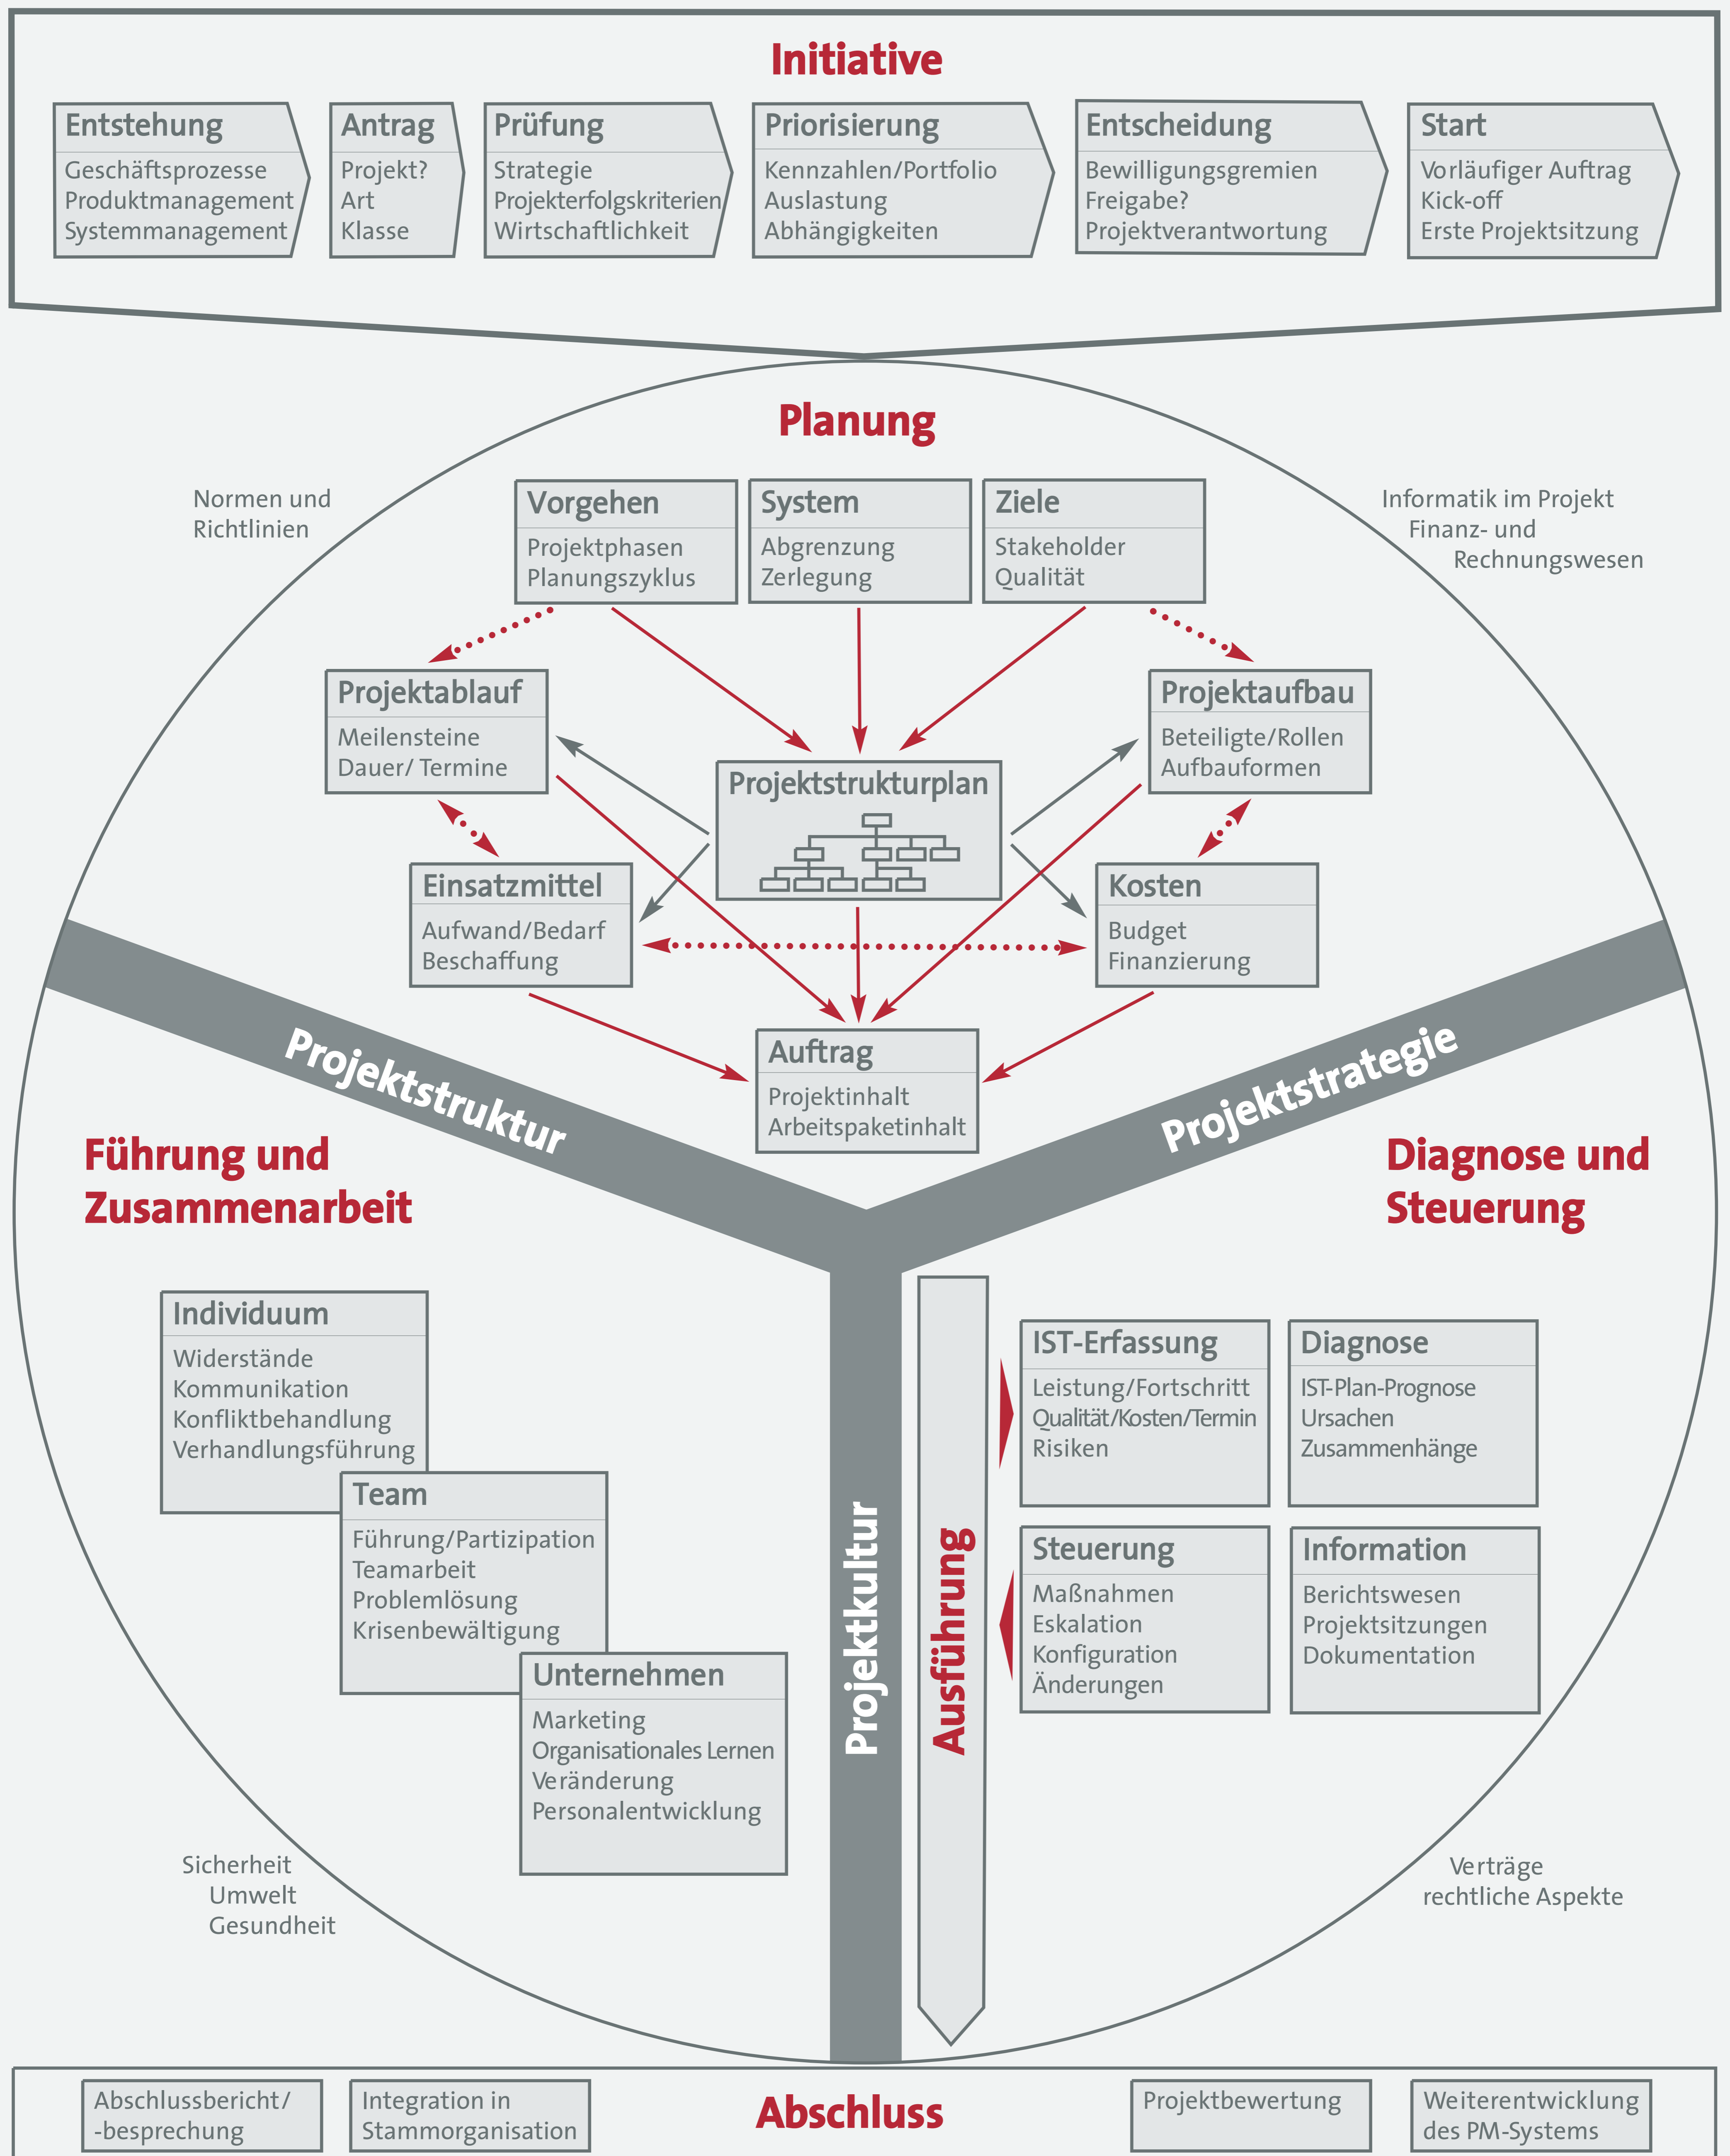 Initiative
Entstehung
Geschäftsprozesse
Produktmanagement
Systemmanagement
Antrag
Projekt?
Art
Klasse
Prüfung
Strategie
Projekterfolgskriterien
Wirtschaftlichkeit
Priorisierung
Kennzahlen/Portfolio
Auslastung
Abhängigkeiten
Entscheidung
Bewilligungsgremien
Freigabe?
Projektverantwortung
Start
Vorläufiger Auftrag
Kick-off
Erste Projektsitzung
Planung
Normen und
Richtlinien
Informatik im Projekt
Finanz- und
Rechnungswesen
Vorgehen
Projektphasen
Planungszyklus
System
Abgrenzung
Zerlegung
Ziele
Stakeholder
Qualität
Projektablauf
Meilensteine
Dauer/ Termine
Projektstrukturplan
Projektaufbau
Beteiligte/Rollen
Aufbauformen
Einsatzmittel
Aufwand/Bedarf
Beschaffung
Kosten
Budget
Finanzierung
Auftrag
Projektinhalt
Arbeitspaketinhalt
Projektstruktur
Projektstrategie
Führung und
Zusammenarbeit
Diagnose und
Steuerung
Individuum
Widerstände
Kommunikation
Konfliktbehandlung
Verhandlungsführung
Team
Führung/Partizipation
Teamarbeit
Problemlösung
Krisenbewältigung
Unternehmen
Marketing
Organisationales Lernen
Veränderung
Personalentwicklung
Projektkultur
Ausführung
IST-Erfassung
Leistung/Fortschritt
Qualität/Kosten/Termin
Risiken
Diagnose
IST-Plan-Prognose
Ursachen
Zusammenhänge
Steuerung
Maßnahmen
Eskalation
Konfiguration
Änderungen
Information
Berichtswesen
Projektsitzungen
Dokumentation
Sicherheit
Umwelt
Gesundheit
Verträge
rechtliche Aspekte
Abschlussbericht/
-besprechung
Integration in
Stammorganisation
Abschluss
Projektbewertung
Weiterentwicklung
des PM-Systems